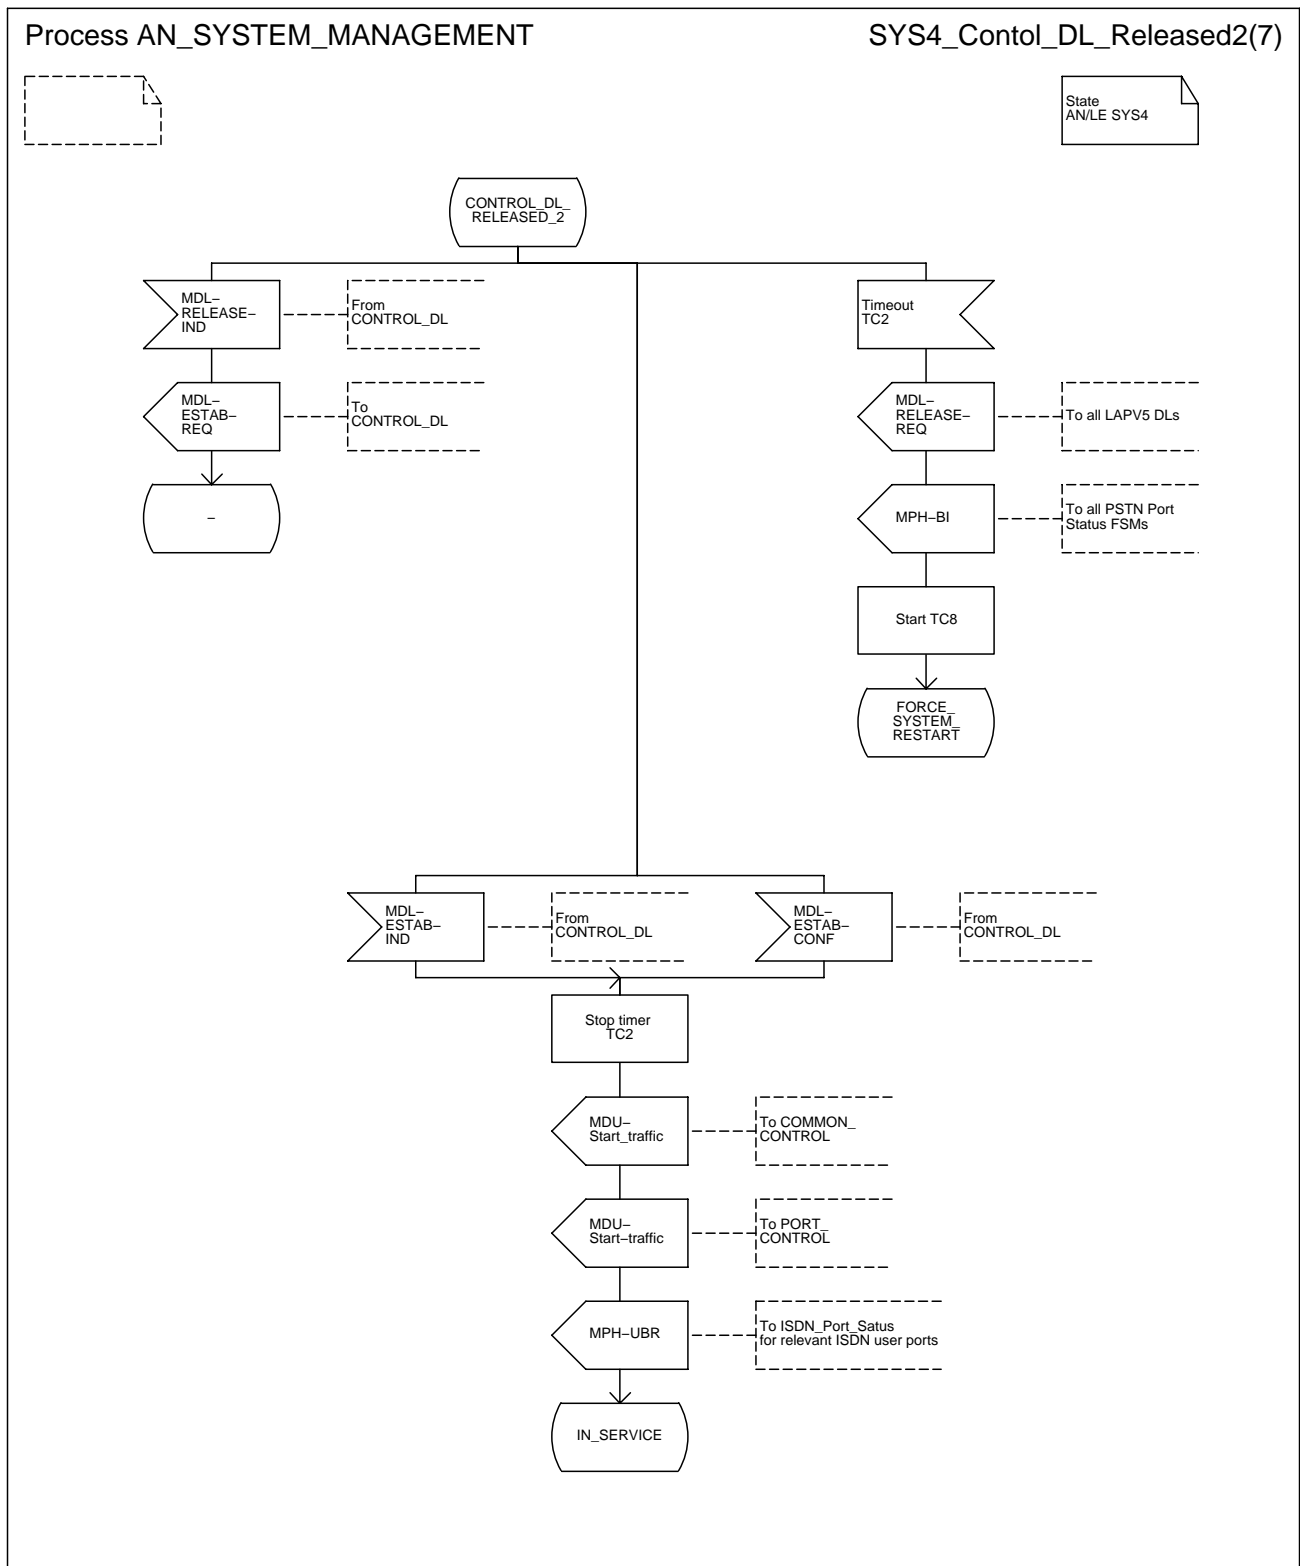 Process AN_SYSTEM_MANAGEMENT
SYS4_Contol_DL_Released2(7)
State
AN/LE SYS4
CONTROL_DL_
RELEASED_2
MDL–
RELEASE–
IND
From
CONTROL_DL
Timeout
TC2
MDL–
ESTAB–
REQ
To
CONTROL_DL
MDL–
RELEASE–
REQ
To all LAPV5 DLs
–
MPH–BI
To all PSTN Port
Status FSMs
Start TC8
FORCE_
SYSTEM_
RESTART
MDL–
ESTAB–
IND
From
CONTROL_DL
MDL–
ESTAB–
CONF
From
CONTROL_DL
Stop timer
TC2
MDU–
Start_traffic
To COMMON_
CONTROL
MDU–
Start–traffic
To PORT_
CONTROL
MPH–UBR
To ISDN_Port_Satus
for relevant ISDN user ports
IN_SERVICE